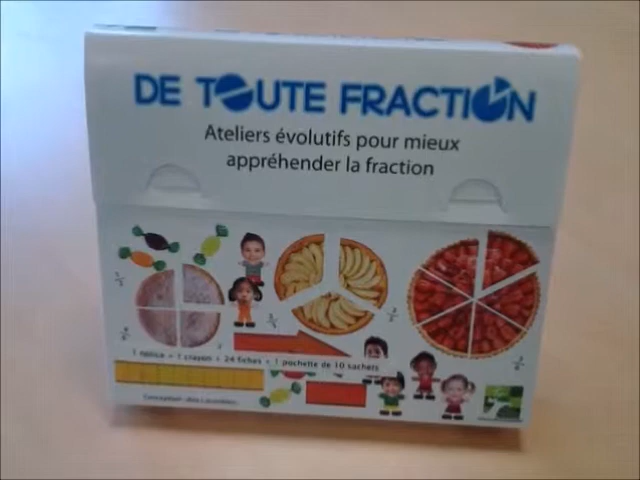 DE TOUTE FRACTION
Ateliers évolutifs pour mieux
appréhender la fraction
1 notice + 1 crayon + 24 fiches + 1 pochette de 10 sachets